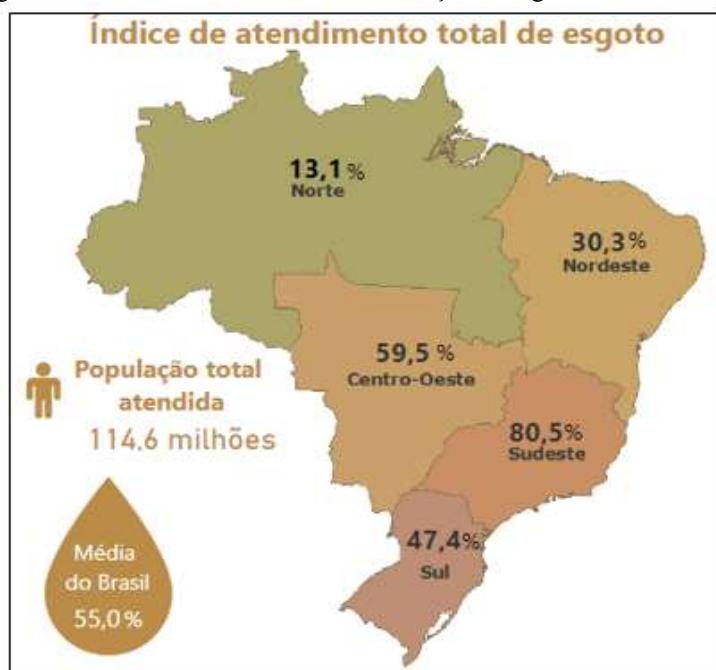 Índice de atendimento total de esgoto
13,1%
Norte
30,3%
Nordeste
59,5 %
Centro-Oeste
População total
atendida
114,6 milhões
80,5%
Sudeste
47,4%
Sul
Média
do Brasil
55,0%